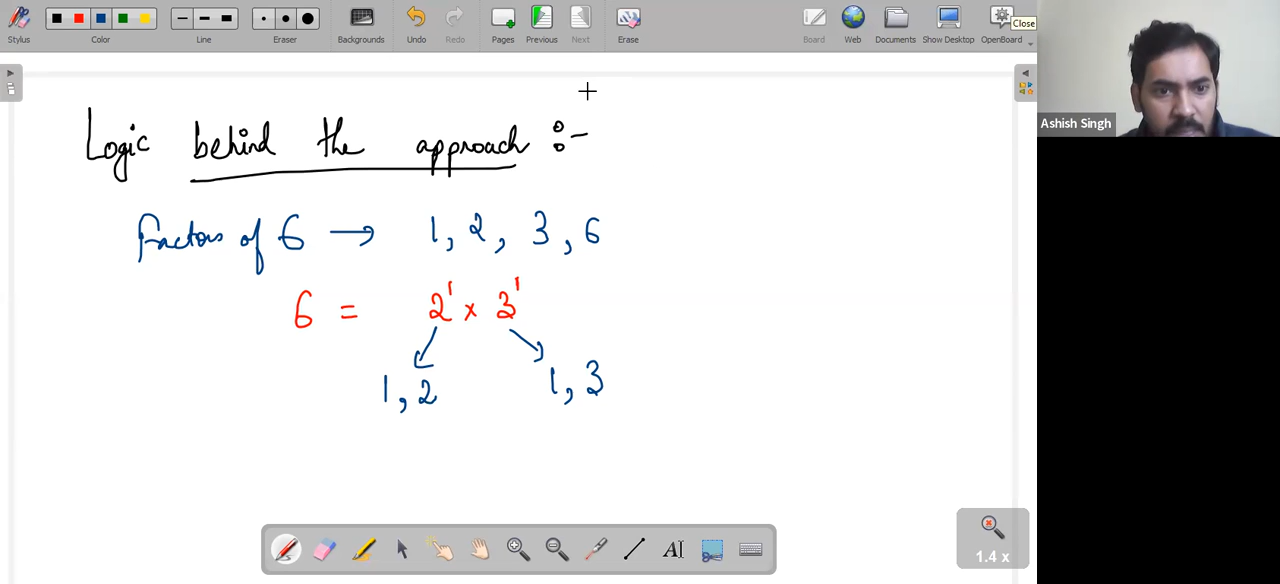 Stylus Color Line Eraser Backgrounds Undo Redo Pages Previous Next Erase Board Web Documents Show Desktop OpenBoard
Close
Ashish Singh
Logic behind the approach :-
Factors of 6 → 1, 2, 3, 6
6 = 2¹ × 3¹
1, 2 1, 3
1.4 x